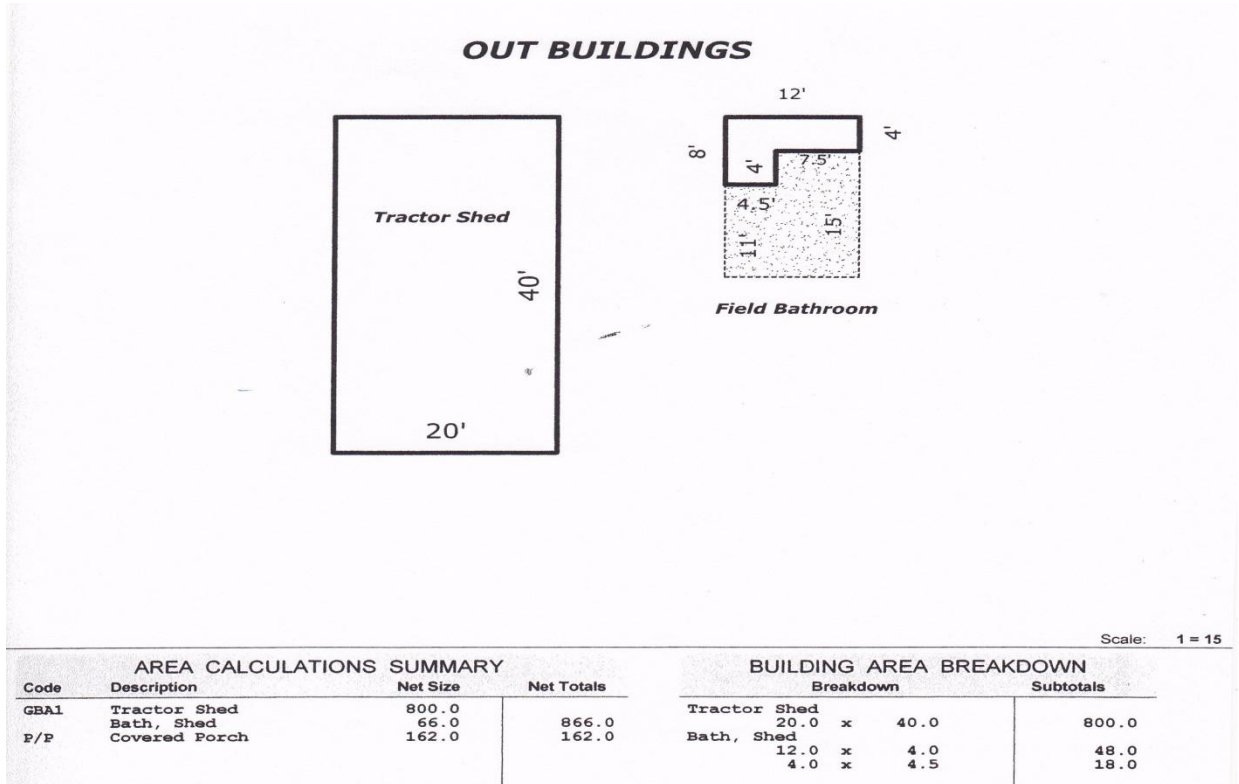 OUT BUILDINGS
12'
4'
8'
4'
7.5'
4.5'
15'
11'
Field Bathroom
Tractor Shed
40'
20'
Scale: 1 = 15
AREA CALCULATIONS SUMMARY
Code Description Net Size Net Totals
GBA1 Tractor Shed 800.0
Bath, Shed 66.0 866.0
P/P Covered Porch 162.0 162.0
BUILDING AREA BREAKDOWN
Breakdown Subtotals
Tractor Shed
20.0 x 40.0 800.0
Bath, Shed
12.0 x 4.0 48.0
4.0 x 4.5 18.0